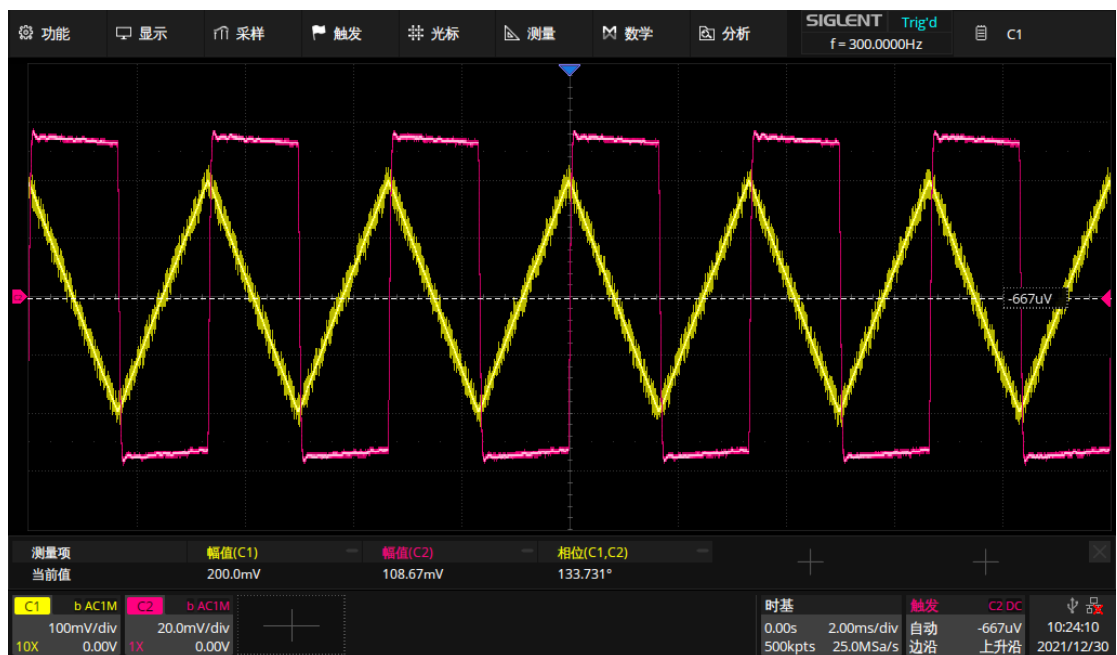 功能 显示 采样 触发 光标 测量 数学 分析 SIGLENT Trig'd C1
f = 300.0000Hz
-667uV
测量项 幅值(C1) 幅值(C2) 相位(C1,C2)
当前值 200.0mV 108.67mV 133.731°
C1 b AC1M C2 b AC1M 时基 触发 C2 DC
100mV/div 20.0mV/div 0.00s 2.00ms/div 自动 -667uV 10:24:10
10X 0.00V 1X 0.00V 500kpts 25.0MSa/s 边沿 上升沿 2021/12/30